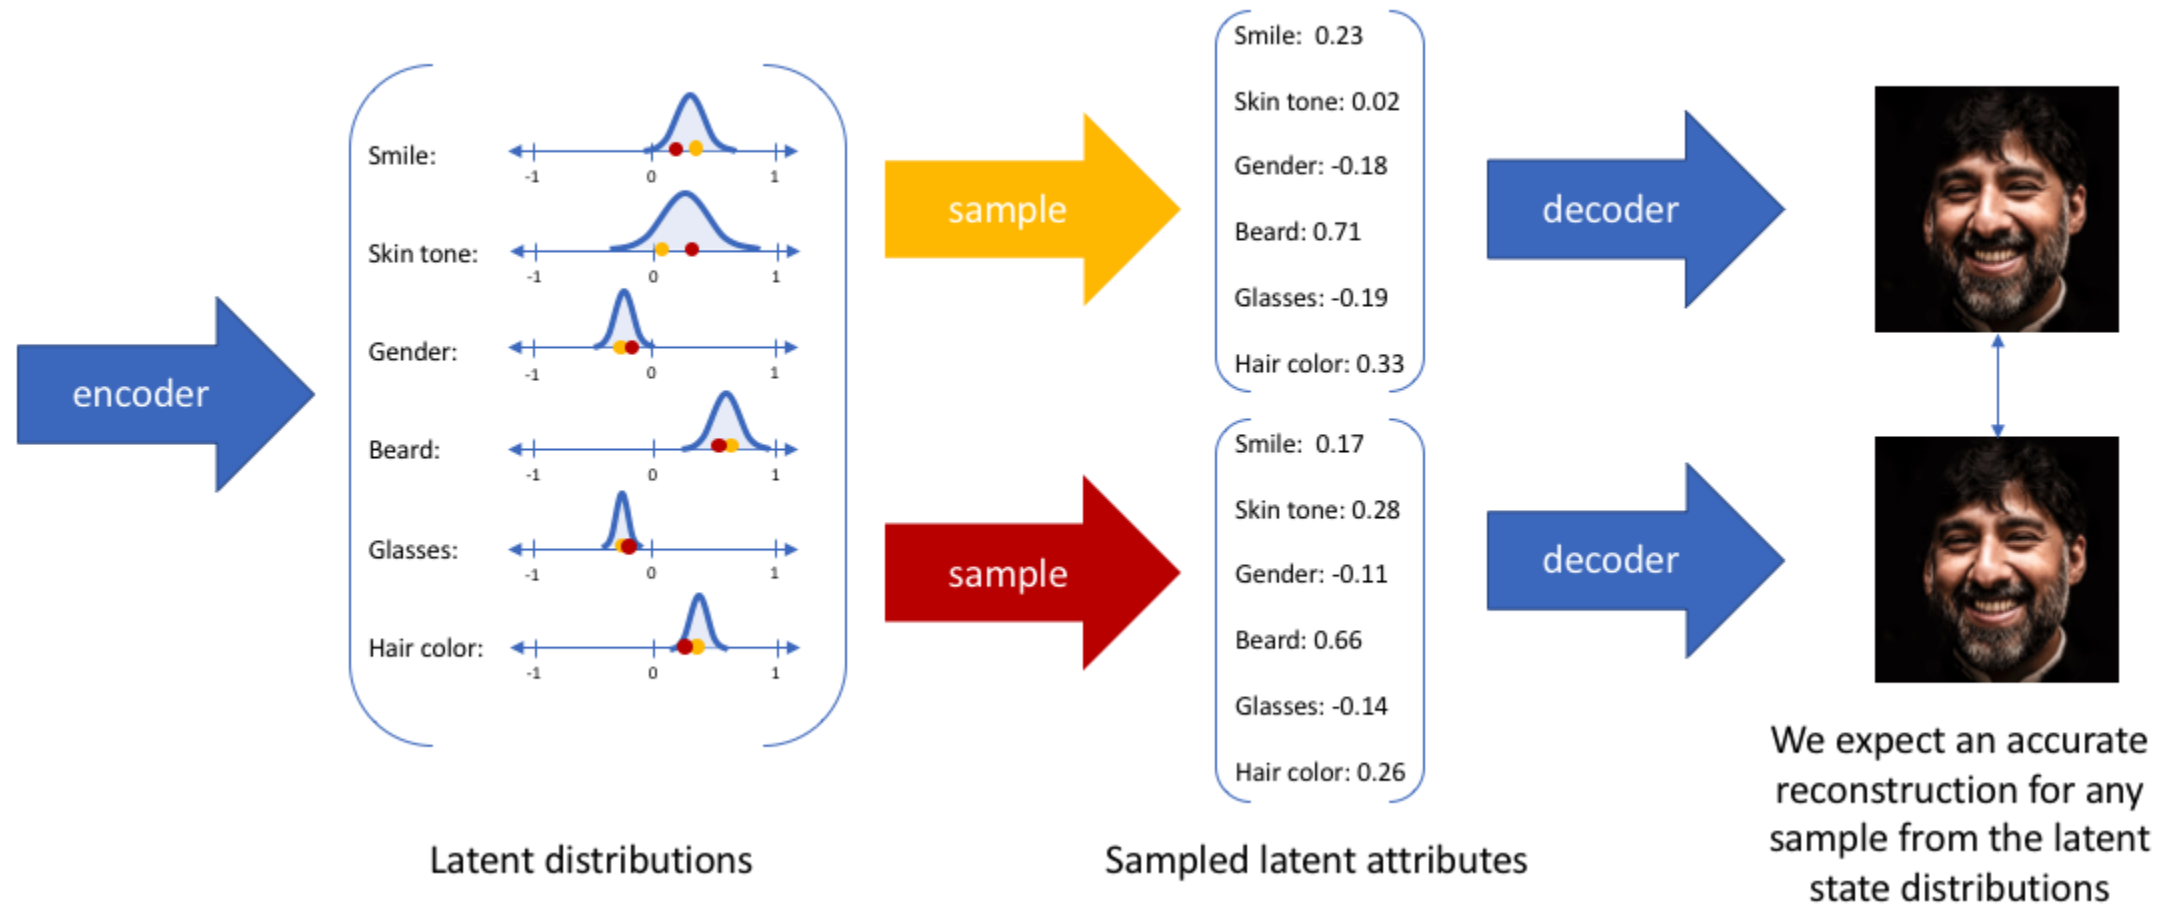 encoder
Smile:
-1 0 1
Skin tone:
-1 0 1
Gender:
-1 0 1
Beard:
-1 0 1
Glasses:
-1 0 1
Hair color:
-1 0 1
Latent distributions
sample
sample
Smile: 0.23
Skin tone: 0.02
Gender: -0.18
Beard: 0.71
Glasses: -0.19
Hair color: 0.33
Smile: 0.17
Skin tone: 0.28
Gender: -0.11
Beard: 0.66
Glasses: -0.14
Hair color: 0.26
Sampled latent attributes
decoder
decoder
We expect an accurate
reconstruction for any
sample from the latent
state distributions